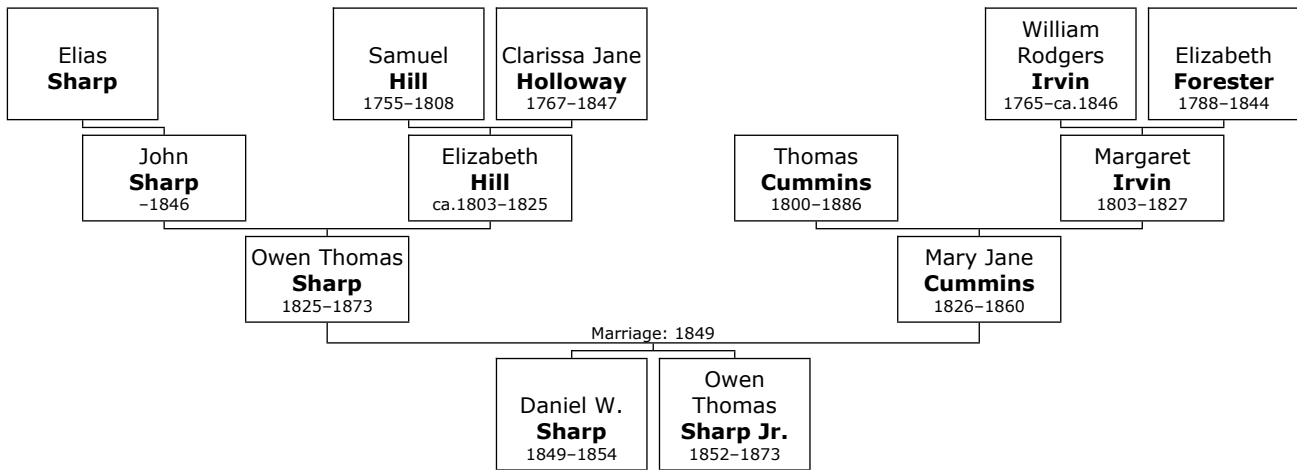 Elias
Sharp
Samuel
Hill
1755–1808
Clarissa Jane
Holloway
1767–1847
William
Rodgers
Irvin
1765–ca.1846
Elizabeth
Forester
1788–1844
John
Sharp
–1846
Elizabeth
Hill
ca.1803–1825
Thomas
Cummins
1800–1886
Margaret
Irvin
1803–1827
Owen Thomas
Sharp
1825–1873
Mary Jane
Cummins
1826–1860
Marriage: 1849
Daniel W.
Sharp
1849–1854
Owen
Thomas
Sharp Jr.
1852–1873